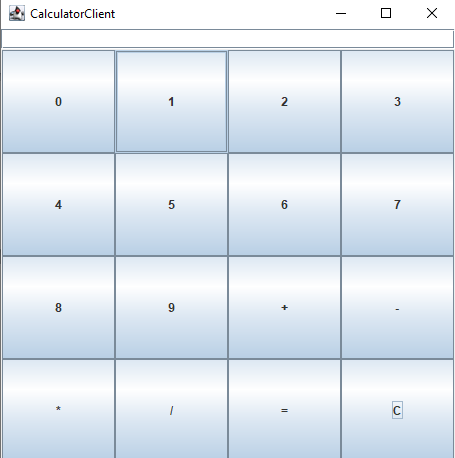 CalculatorClient
0 1 2 3
4 5 6 7
8 9 + -
* / = C